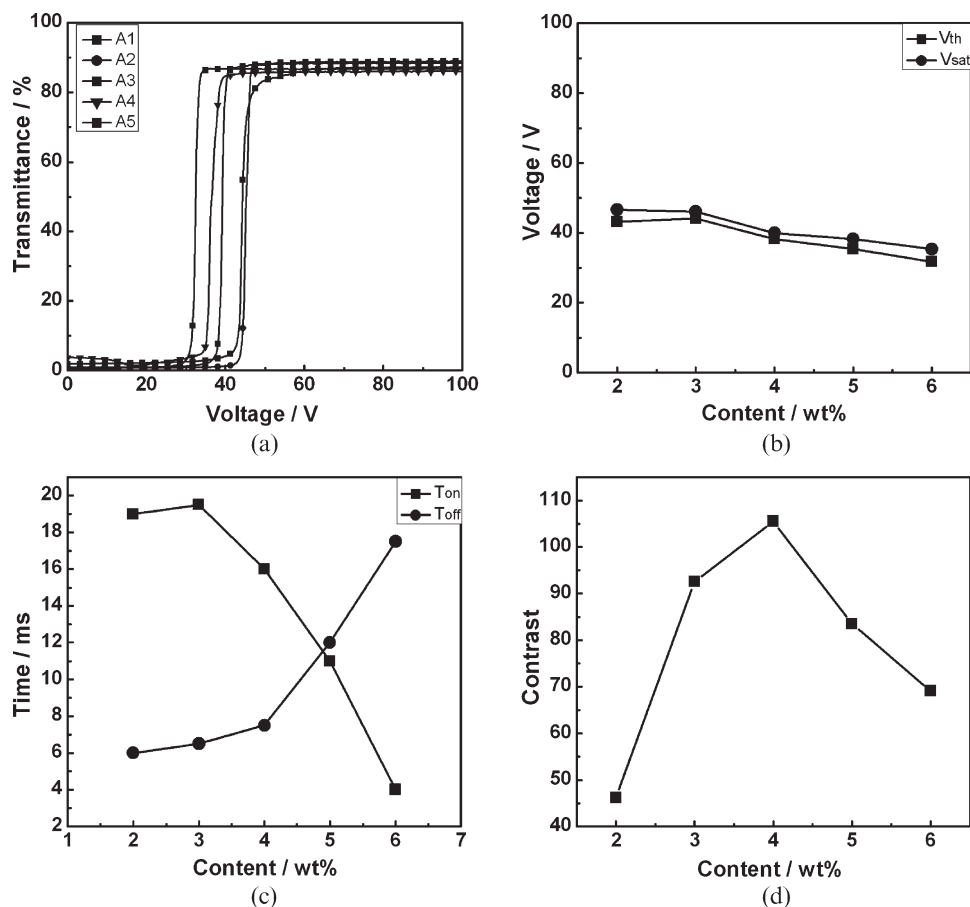 100
80
60
40
20
0
Transmittance / %
A1
A2
A3
A4
A5
0 20 40 60 80 100
Voltage / V
(a)
100
80
60
40
20
0
Voltage / V
Vth
Vsat
2 3 4 5 6
Content / wt%
(b)
20
18
16
14
12
10
8
6
4
2
Time / ms
Ton
Toff
1 2 3 4 5 6 7
Content / wt%
(c)
110
100
90
80
70
60
50
40
Contrast
2 3 4 5 6
Content / wt%
(d)